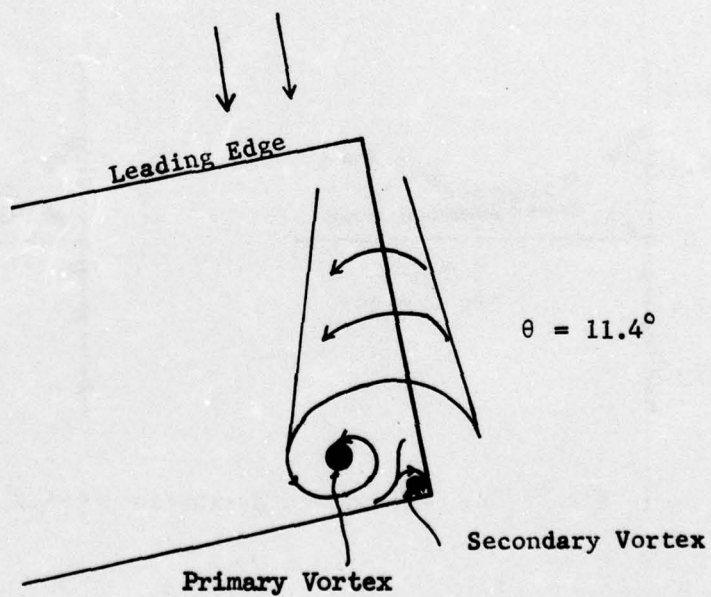 Leading Edge
θ = 11.4°
Secondary Vortex
Primary Vortex